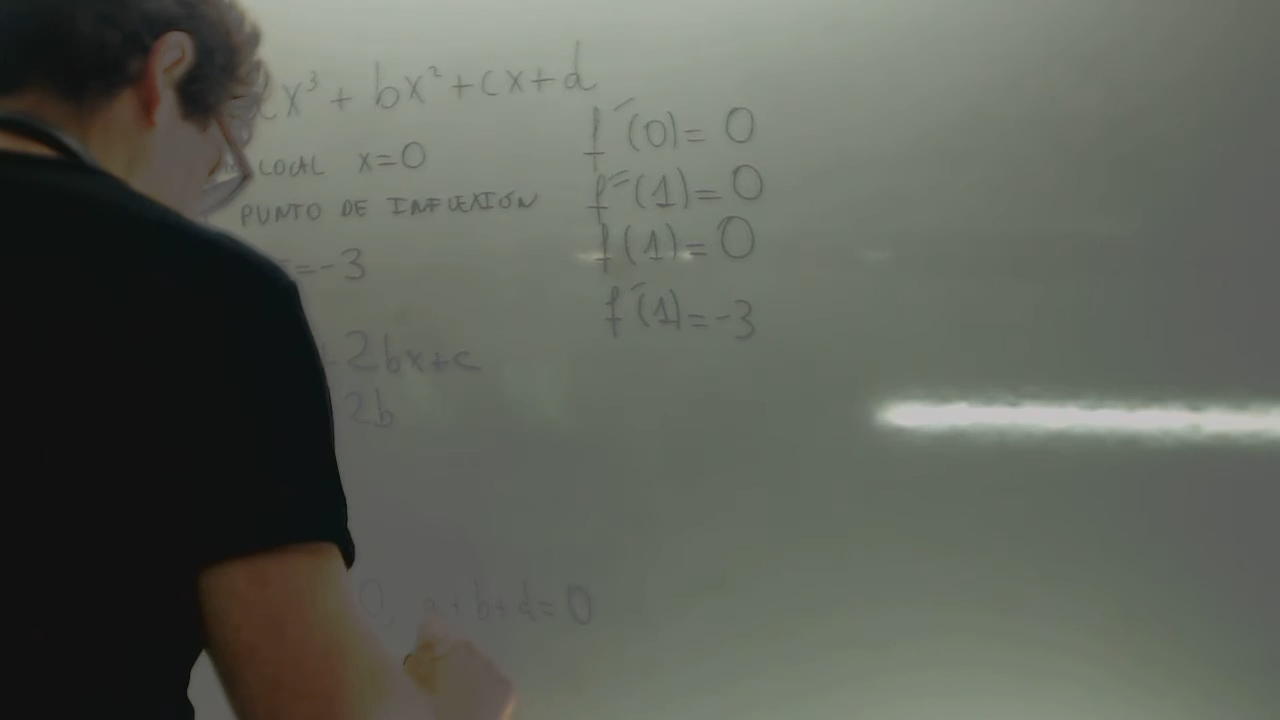 x³ + bx² + cx + d
LOCAL x=0
PUNTO DE INFLEXIÓN
=-3
+ 2bx+c
2b
0, a+b+d=0
f´(0)= 0
f´´(1)= 0
f(1)= 0
f´(1)=-3